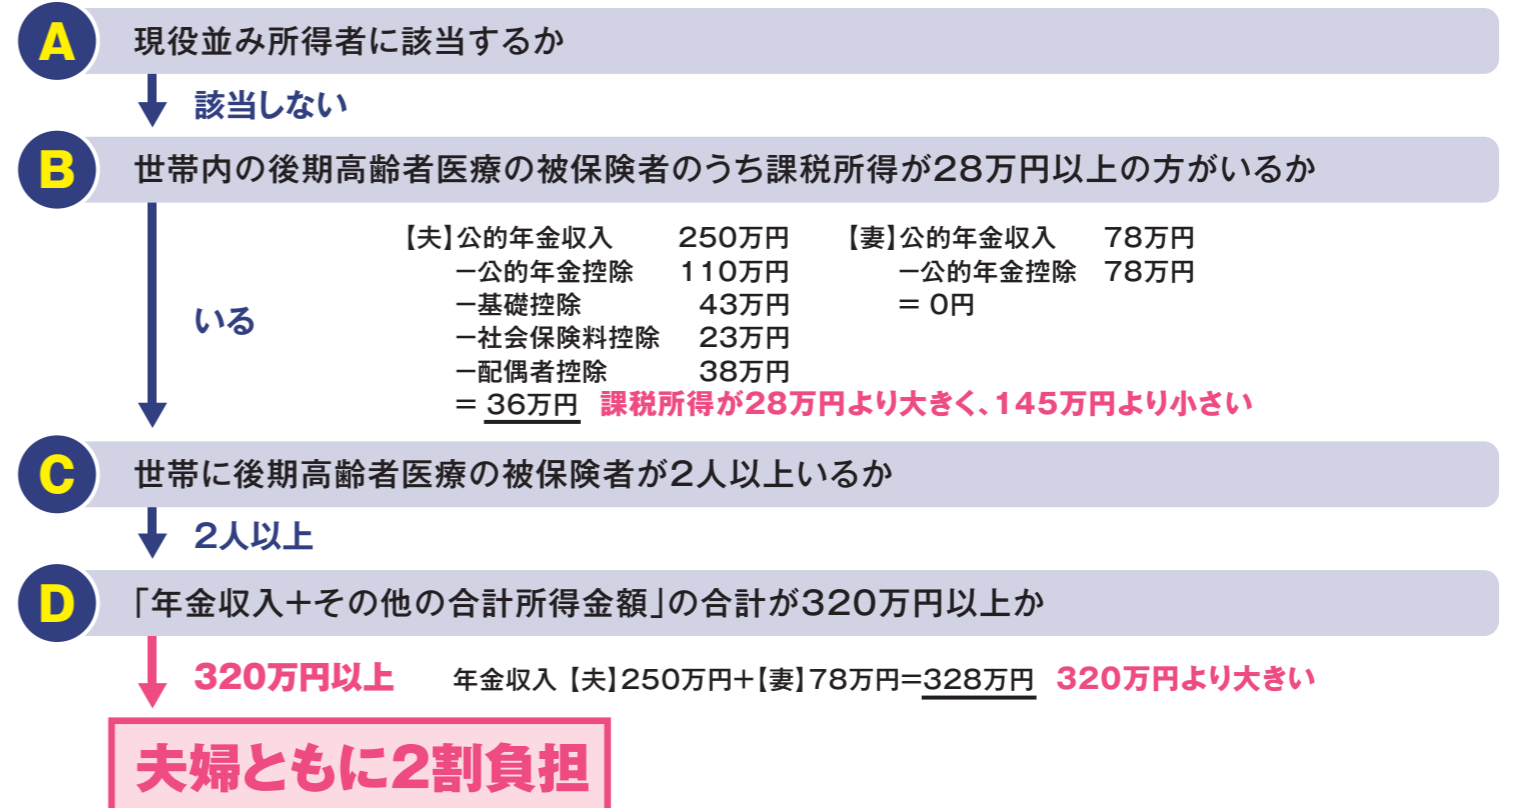 A 現役並み所得者に該当するか
該当しない
B 世帯内の後期高齢者医療の被保険者のうち課税所得が28万円以上の方がいるか
いる
【夫】公的年金収入 250万円
－公的年金控除 110万円
－基礎控除 43万円
－社会保険料控除 23万円
－配偶者控除 38万円
＝ 36万円 課税所得が28万円より大きく、145万円より小さい
【妻】公的年金収入 78万円
－公的年金控除 78万円
＝ 0円
C 世帯に後期高齢者医療の被保険者が2人以上いるか
2人以上
D 「年金収入＋その他の合計所得金額」の合計が320万円以上か
320万円以上 年金収入【夫】250万円＋【妻】78万円＝328万円 320万円より大きい
夫婦ともに2割負担